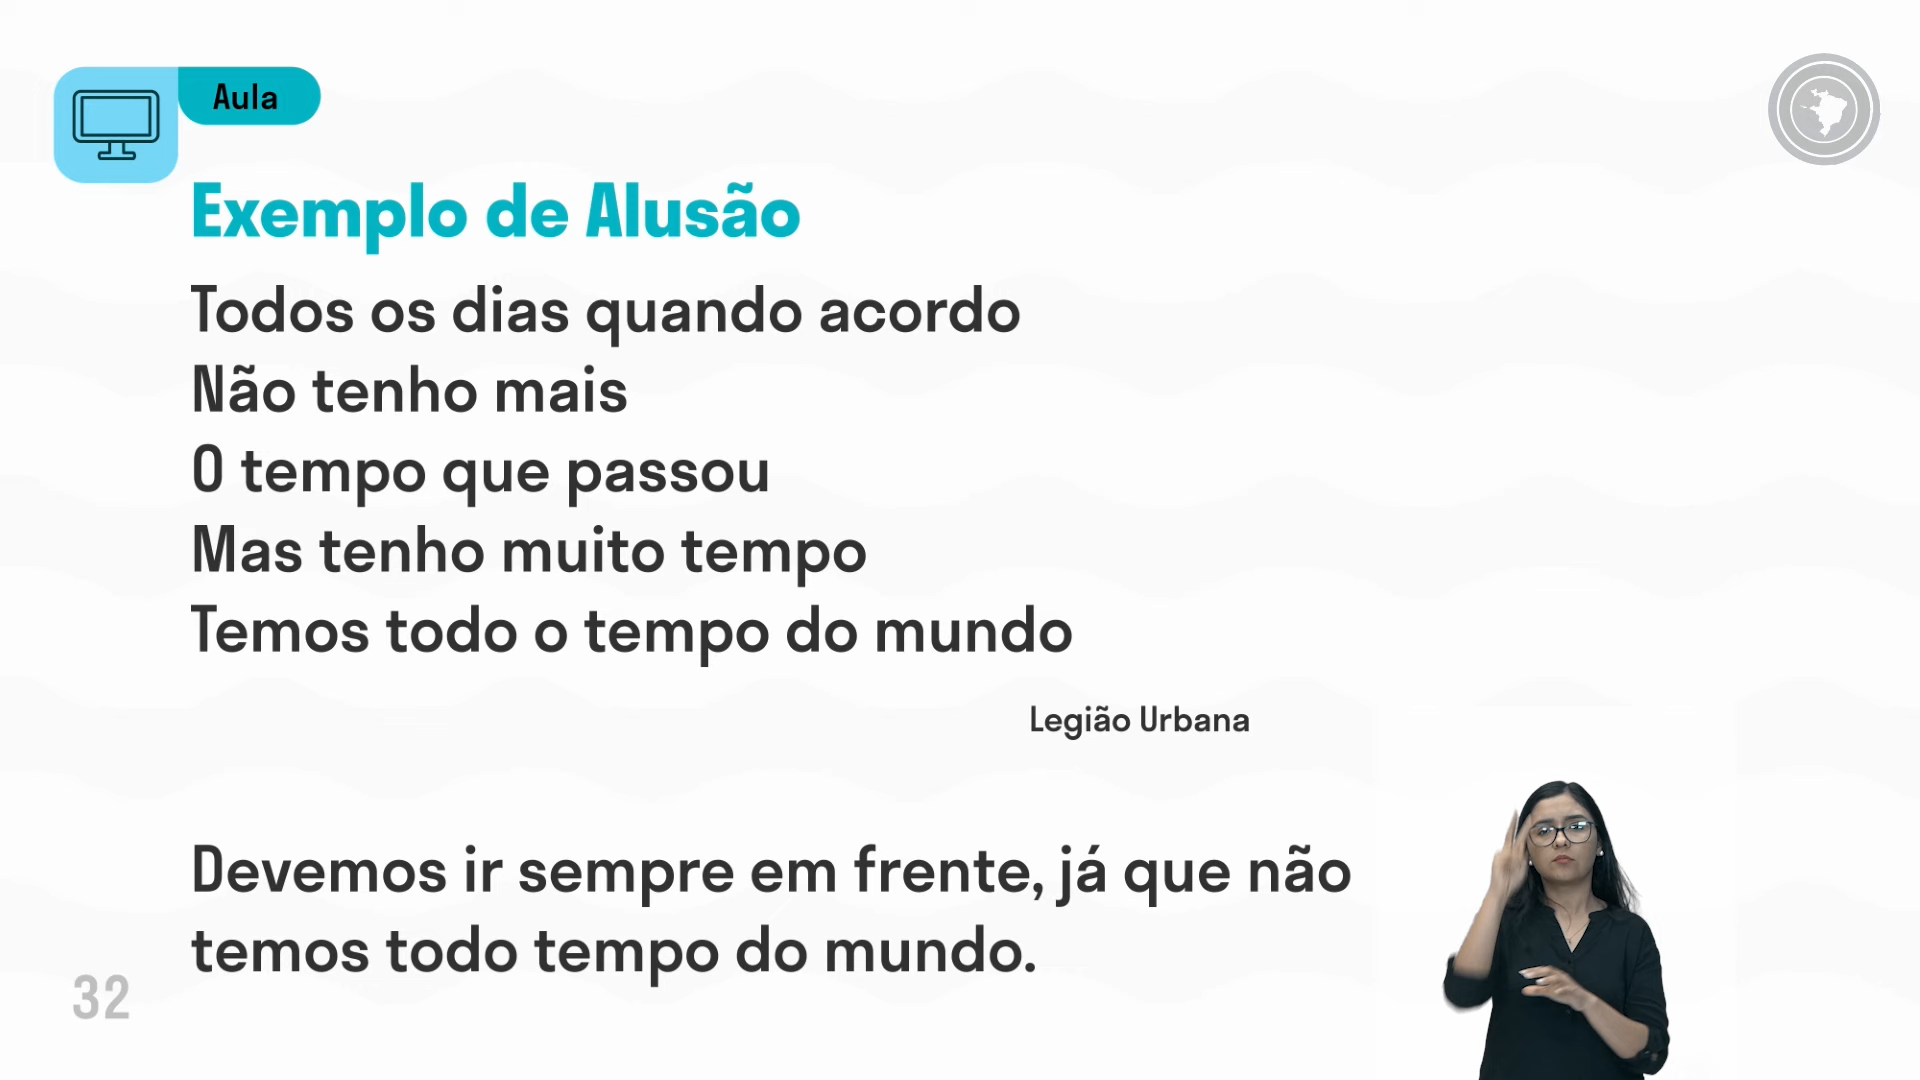 Aula
Exemplo de Alusão
Todos os dias quando acordo
Não tenho mais
O tempo que passou
Mas tenho muito tempo
Temos todo o tempo do mundo
Legião Urbana
Devemos ir sempre em frente, já que não
temos todo tempo do mundo.
32